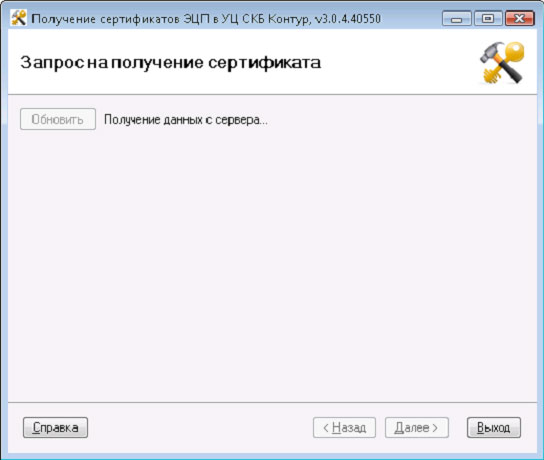 Получение сертификатов ЭЦП в УЦ СКБ Контур, v3.0.4.40550
Запрос на получение сертификата
Обновить Получение данных с сервера...
Справка < Назад Далее > Выход